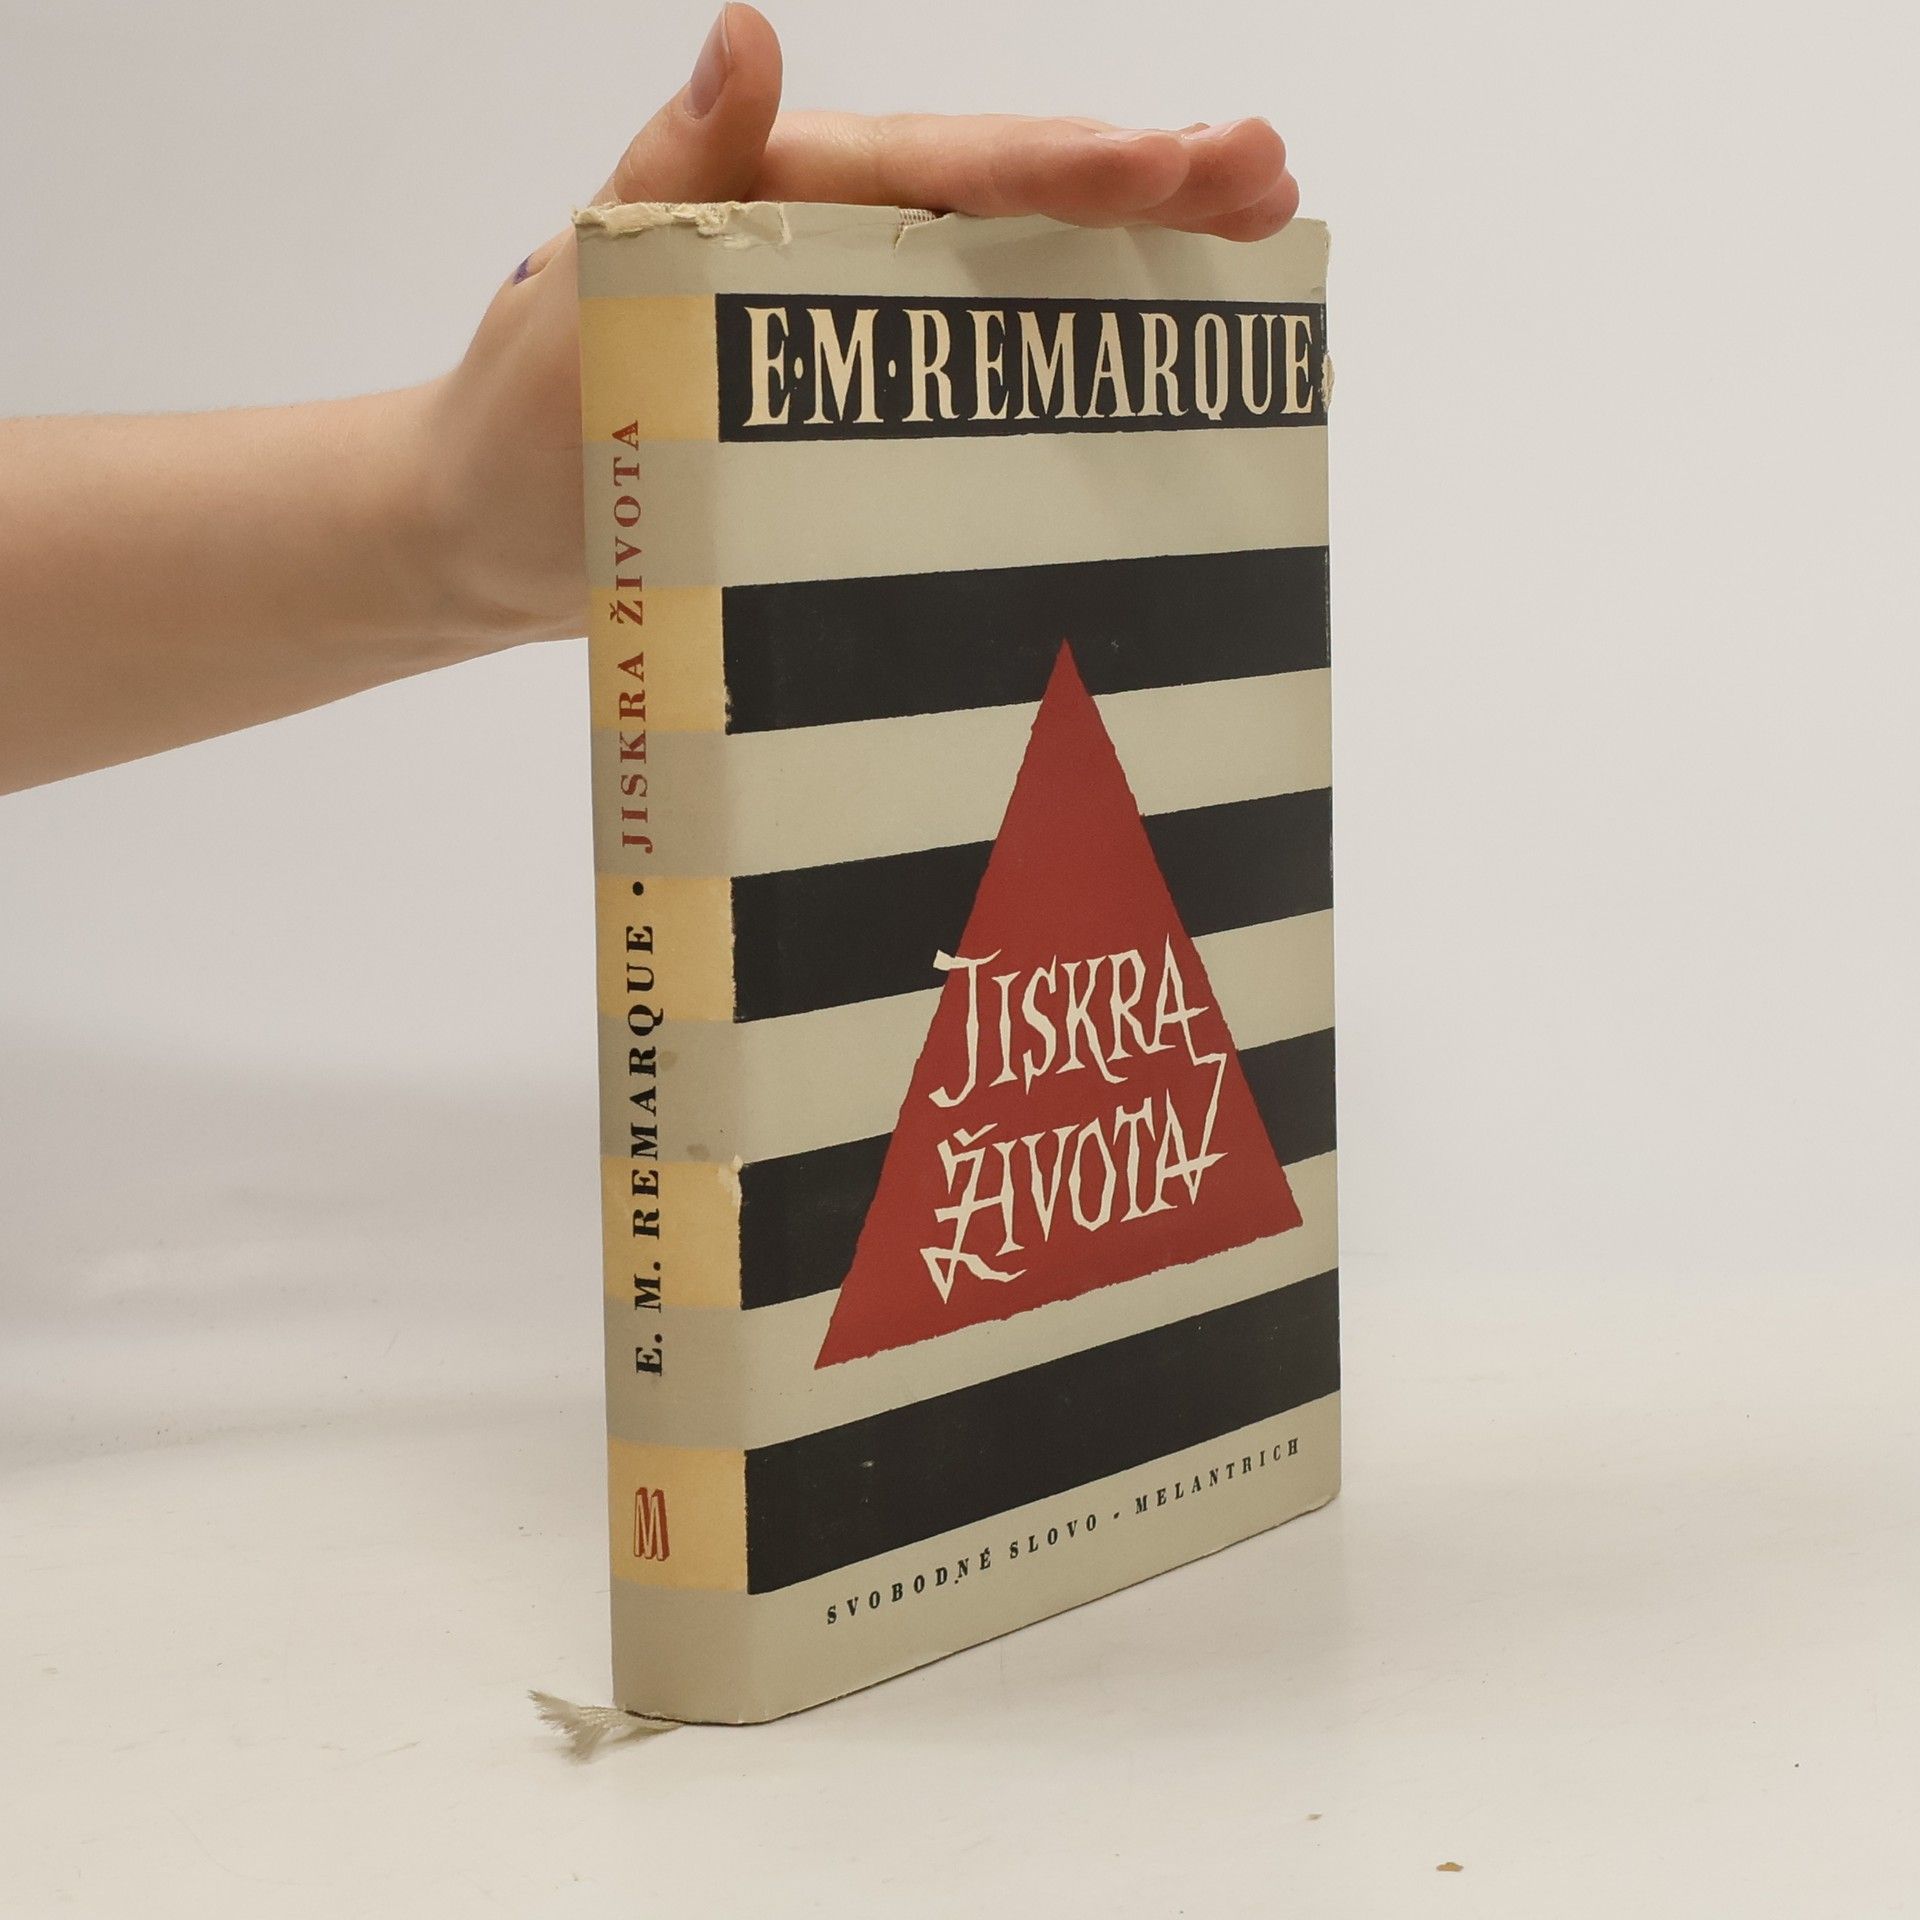 E·M·REMARQUE
JISKRA
ŽIVOTA
SVOBODNÉ SLOVO - MELANTRICH
E. M. REMARQUE • JISKRA ŽIVOTA
M